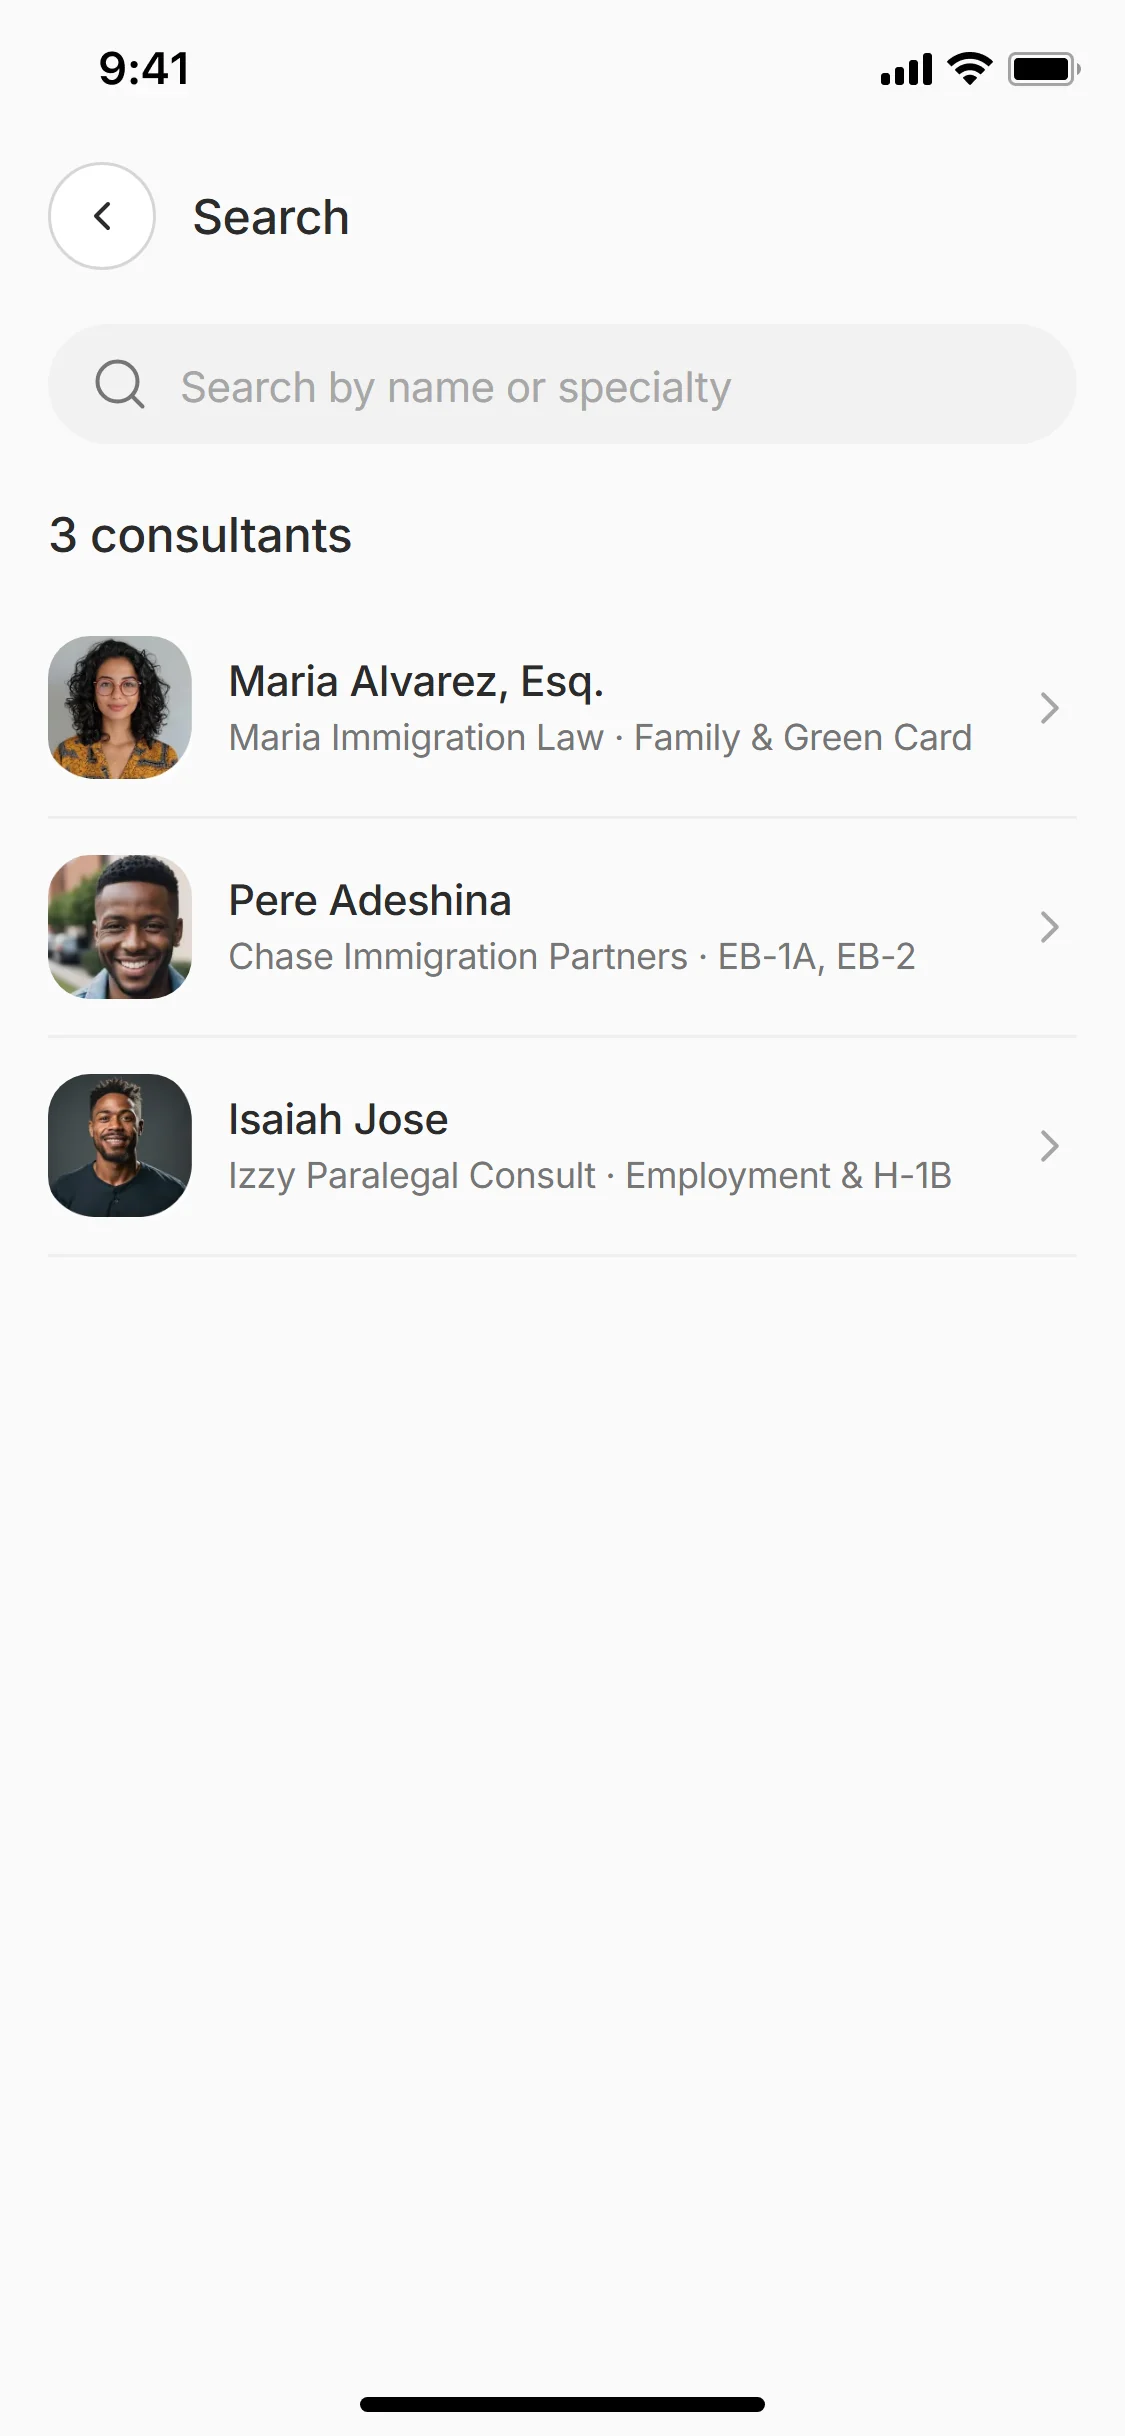 9:41
Search
Search by name or specialty
3 consultants
Maria Alvarez, Esq.
Maria Immigration Law · Family & Green Card
Pere Adeshina
Chase Immigration Partners · EB-1A, EB-2
Isaiah Jose
Izzy Paralegal Consult · Employment & H-1B